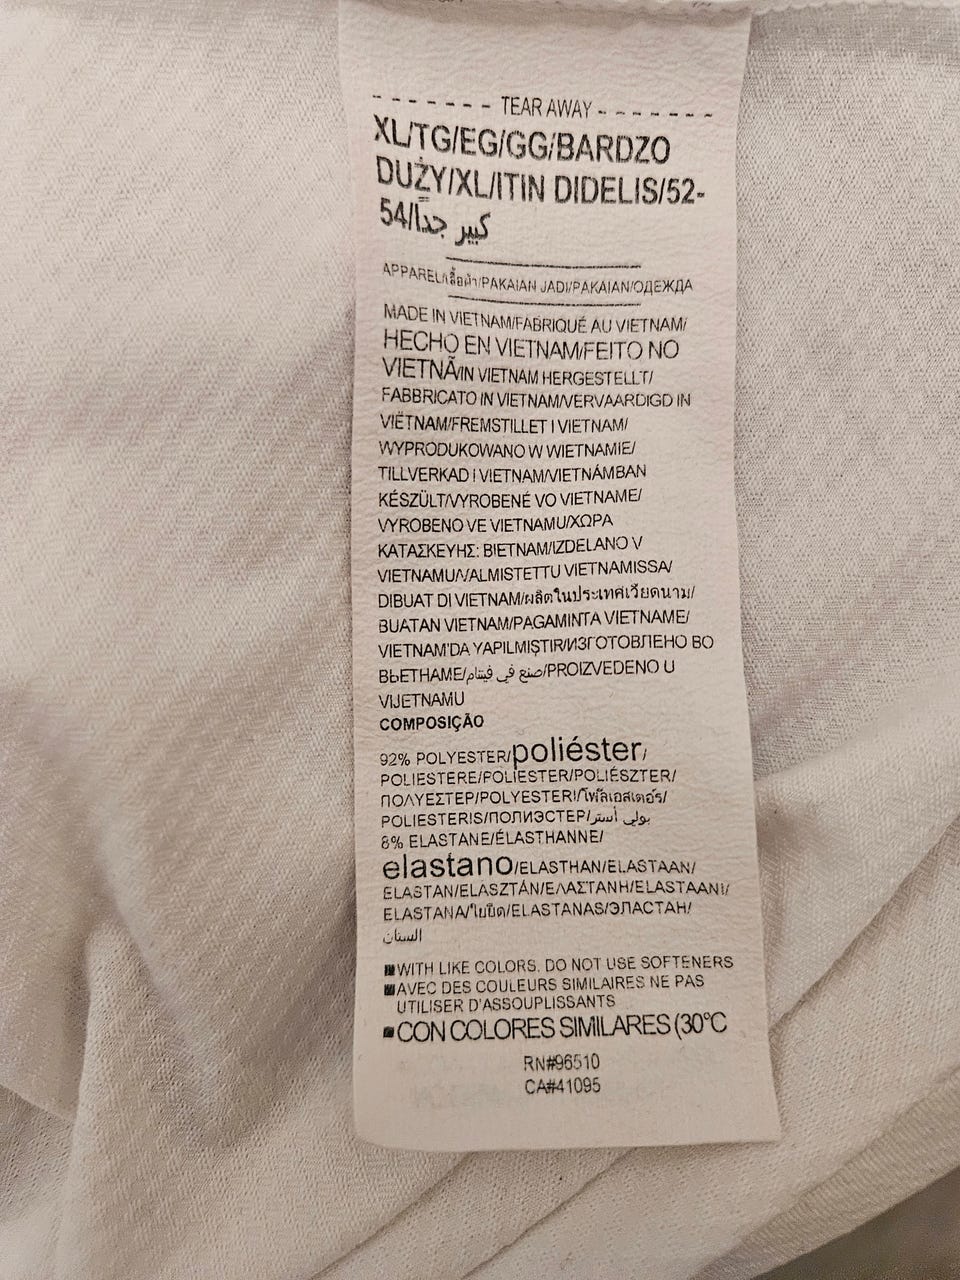 - - - - - - - TEAR AWAY - - - - - - -
XL/TG/EG/GG/BARDZO
DUŻY/XL/ITIN DIDELIS/52-
54/كبير جدًا
APPAREL/เสื้อผ้า/PAKAIAN JADI/PAKAIAN/ОДЕЖДА
MADE IN VIETNAM/FABRIQUÉ AU VIETNAM/
HECHO EN VIETNAM/FEITO NO
VIETNÃ/IN VIETNAM HERGESTELLT/
FABBRICATO IN VIETNAM/VERVAARDIGD IN
VIËTNAM/FREMSTILLET I VIETNAM/
WYPRODUKOWANO W WIETNAMIE/
TILLVERKAD I VIETNAM/VIETNÁMBAN
KÉSZÜLT/VYROBENÉ VO VIETNAME/
VYROBENO VE VIETNAMU/ΧΩΡΑ
ΚΑΤΑΣΚΕΥΗΣ: ΒΙΕΤΝΑΜ/IZDELANO V
VIETNAMU/VALMISTETTU VIETNAMISSA/
DIBUAT DI VIETNAM/ผลิตในประเทศเวียดนาม/
BUATAN VIETNAM/PAGAMINTA VIETNAME/
VIETNAM'DA YAPILMIŞTIR/ИЗГОТОВЛЕНО ВО
ВЬЕТНАМЕ/صنع في فيتنام/PROIZVEDENO U
VIJETNAMU
COMPOSIÇÃO
92% POLYESTER/poliéster/
POLIESTERE/POLIESTER/POLIÉSZTER/
ΠΟΛΥΕΣΤΕΡ/POLYESTERI/โพลีเอสเตอร์/
POLIESTERIS/ПОЛИЭСТЕР/بولي أستر
8% ELASTANE/ÉLASTHANNE/
elastano/ELASTHAN/ELASTAAN/
ELASTAN/ELASZTÁN/ΕΛΑΣΤΑΝΗ/ELASTAANI/
ELASTANA/ใยยืด/ELASTANAS/ЭЛАСТАН/
الستان
■WITH LIKE COLORS. DO NOT USE SOFTENERS
■AVEC DES COULEURS SIMILAIRES NE PAS
UTILISER D'ASSOUPLISSANTS
■CON COLORES SIMILARES (30°C
RN#96510
CA#41095